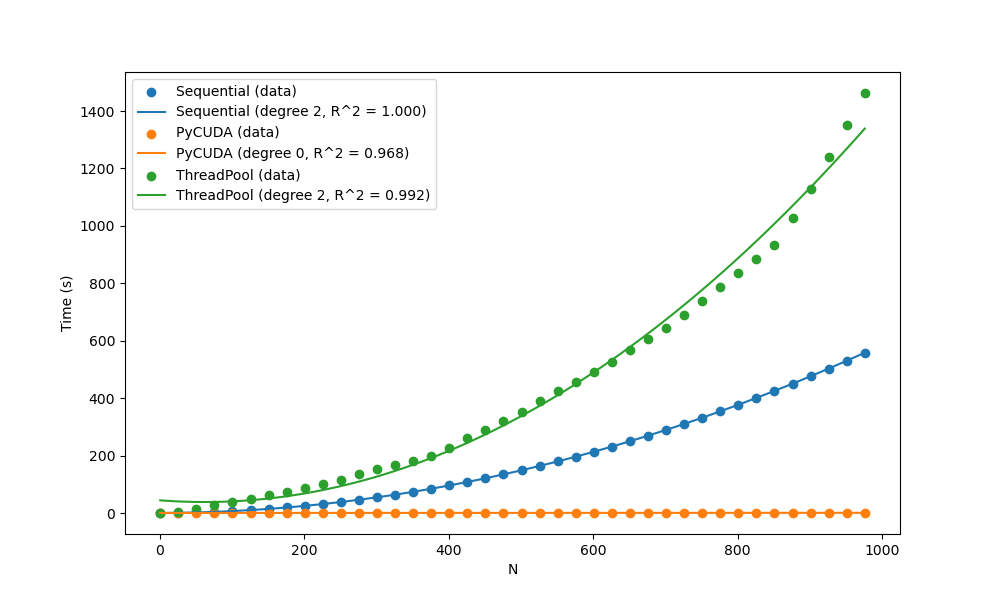 Sequential (data)
Sequential (degree 2, R^2 = 1.000)
PyCUDA (data)
PyCUDA (degree 0, R^2 = 0.968)
ThreadPool (data)
ThreadPool (degree 2, R^2 = 0.992)
1400
1200
1000
800
600
400
200
0
Time (s)
0 200 400 600 800 1000
N